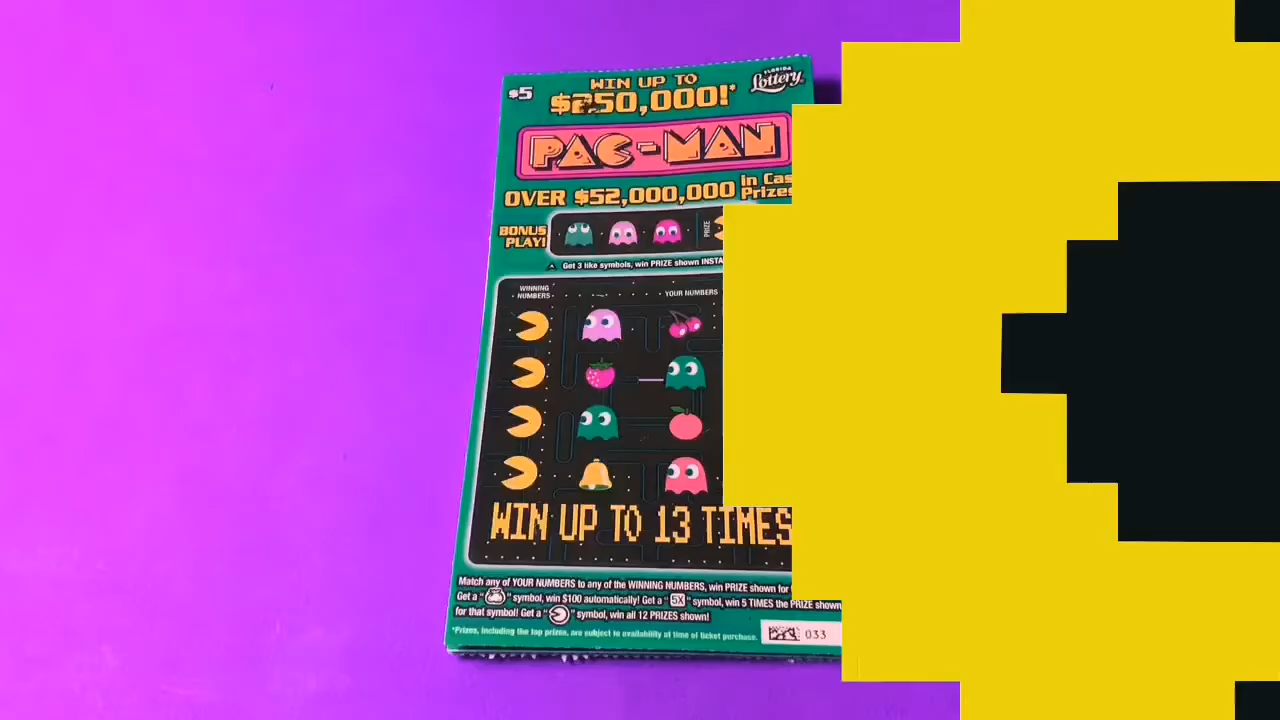 $5
WIN UP TO
$250,000!*
FLORIDA
Lottery
PAC-MAN
OVER $52,000,000 in Cas
Prizes
BONUS
PLAY!
PRIZE
Get 3 like symbols, win PRIZE shown INSTA
WINNING
NUMBERS
YOUR NUMBERS
WIN UP TO 13 TIMES
Match any of YOUR NUMBERS to any of the WINNING NUMBERS, win PRIZE shown for
Get a " " symbol, win $100 automatically! Get a "5X" symbol, win 5 TIMES the PRIZE shown
for that symbol! Get a " " symbol, win all 12 PRIZES shown!
*Prizes, including the top prizes, are subject to availability at time of ticket purchase.
033